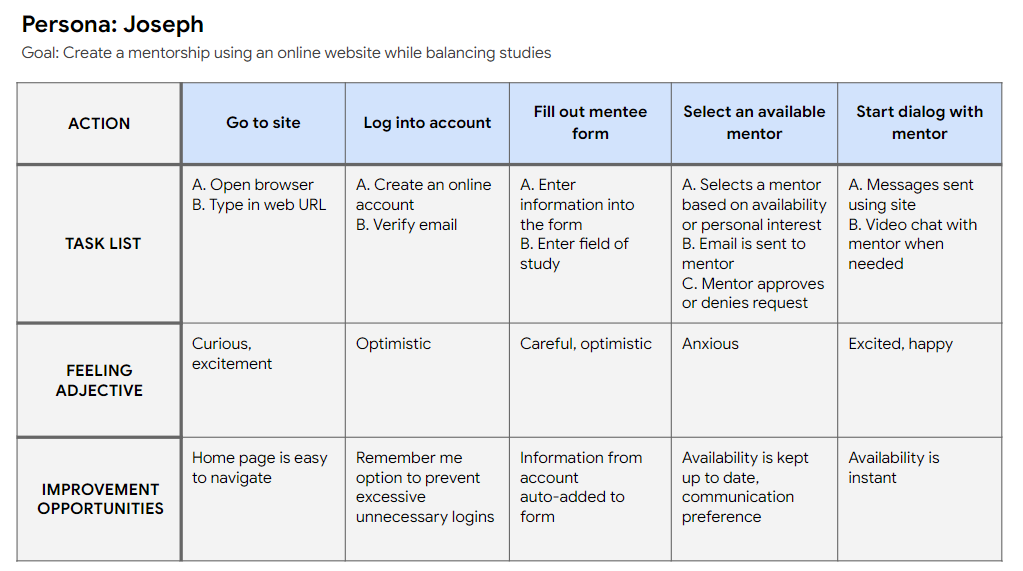 Persona: Joseph
Goal: Create a mentorship using an online website while balancing studies
ACTION
Go to site
Log into account
Fill out mentee
form
Select an available
mentor
Start dialog with
mentor
TASK LIST
A. Open browser
B. Type in web URL
A. Create an online
account
B. Verify email
A. Enter
information into
the form
B. Enter field of
study
A. Selects a mentor
based on availability
or personal interest
B. Email is sent to
mentor
C. Mentor approves
or denies request
A. Messages sent
using site
B. Video chat with
mentor when
needed
FEELING
ADJECTIVE
Curious,
excitement
Optimistic
Careful, optimistic
Anxious
Excited, happy
IMPROVEMENT
OPPORTUNITIES
Home page is easy
to navigate
Remember me
option to prevent
excessive
unnecessary logins
Information from
account
auto-added to
form
Availability is kept
up to date,
communication
preference
Availability is
instant